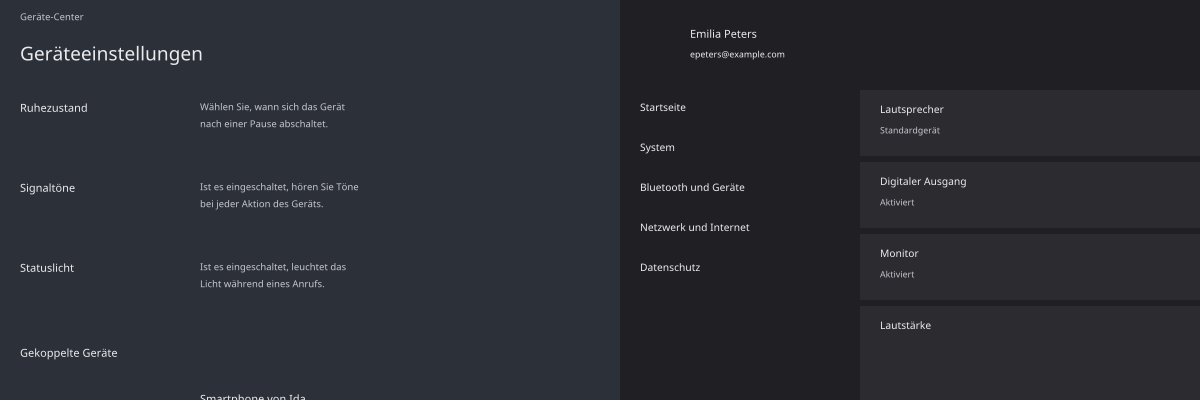 Geräte-Center
Geräteeinstellungen
Ruhezustand
Wählen Sie, wann sich das Gerät
nach einer Pause abschaltet.
Signaltöne
Ist es eingeschaltet, hören Sie Töne
bei jeder Aktion des Geräts.
Statuslicht
Ist es eingeschaltet, leuchtet das
Licht während eines Anrufs.
Gekoppelte Geräte
Smartphone von Ida
Emilia Peters
epeters@example.com
Startseite
System
Bluetooth und Geräte
Netzwerk und Internet
Datenschutz
Lautsprecher
Standardgerät
Digitaler Ausgang
Aktiviert
Monitor
Aktiviert
Lautstärke